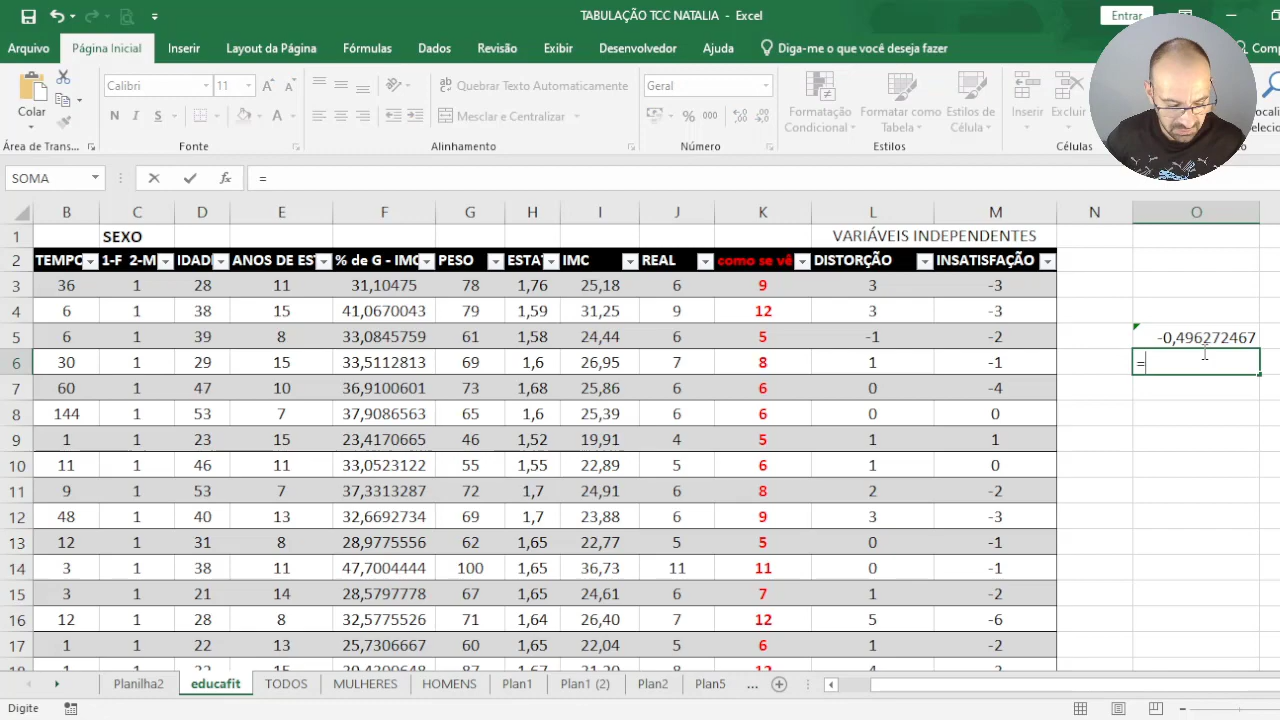 TABULAÇÃO TCC NATALIA - Excel
Entrar
Arquivo Página Inicial Inserir Layout da Página Fórmulas Dados Revisão Exibir Desenvolvedor Ajuda Diga-me o que você deseja fazer
Colar
Calibri 11
N I S
Quebrar Texto Automaticamente
Mesclar e Centralizar
Geral
% 000
Formatação Condicional
Formatar como Tabela
Estilos de Célula
Inserir
Excluir
Área de Trans... Fonte Alinhamento Número Estilos Células
SOMA fx =
B C D E F G H I J K L M N O
1 SEXO VARIÁVEIS INDEPENDENTES
2 TEMPO 1-F 2-M IDAD ANOS DE ES % de G - IMC PESO ESTA IMC REAL como se vê DISTORÇÃO INSATISFAÇÃO
3 36 1 28 11 31,10475 78 1,76 25,18 6 9 3 -3
4 6 1 38 15 41,0670043 79 1,59 31,25 9 12 3 -3
5 6 1 39 8 33,0845759 61 1,58 24,44 6 5 -1 -2 -0,496272467
6 30 1 29 15 33,5112813 69 1,6 26,95 7 8 1 -1 =
7 60 1 47 10 36,9100601 73 1,68 25,86 6 6 0 -4
8 144 1 53 7 37,9086563 65 1,6 25,39 6 6 0 0
9 1 1 23 15 23,4170665 46 1,52 19,91 4 5 1 1
10 11 1 46 11 33,0523122 55 1,55 22,89 5 6 1 0
11 9 1 53 7 37,3313287 72 1,7 24,91 6 8 2 -2
12 48 1 40 13 32,6692734 69 1,7 23,88 6 9 3 -3
13 12 1 31 8 28,9775556 62 1,65 22,77 5 5 0 -1
14 3 1 38 11 47,7004444 100 1,65 36,73 11 11 0 -1
15 3 1 21 14 28,5797778 67 1,65 24,61 6 7 1 -2
16 12 1 28 8 32,5775526 71 1,64 26,40 7 12 5 -6
17 1 1 22 13 25,7306667 60 1,65 22,04 5 6 1 -2
Planilha2 educafit TODOS MULHERES HOMENS Plan1 Plan1 (2) Plan2 Plan5 ...
Digite